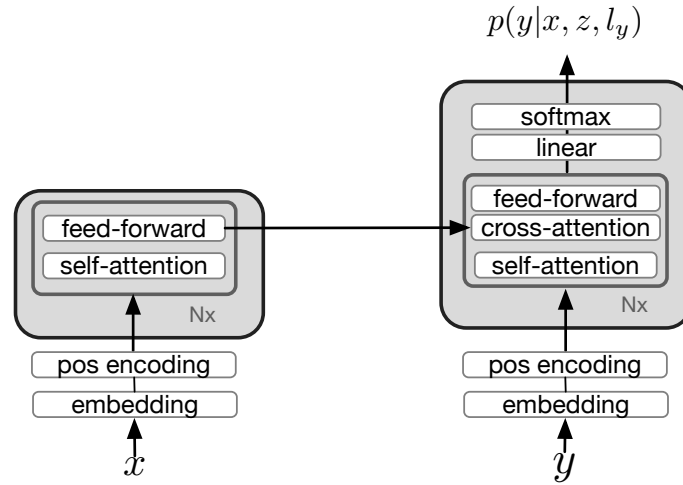 p(y|x, z, l_y)
softmax
linear
feed-forward
cross-attention
self-attention
Nx
pos encoding
embedding
y
feed-forward
self-attention
Nx
pos encoding
embedding
x